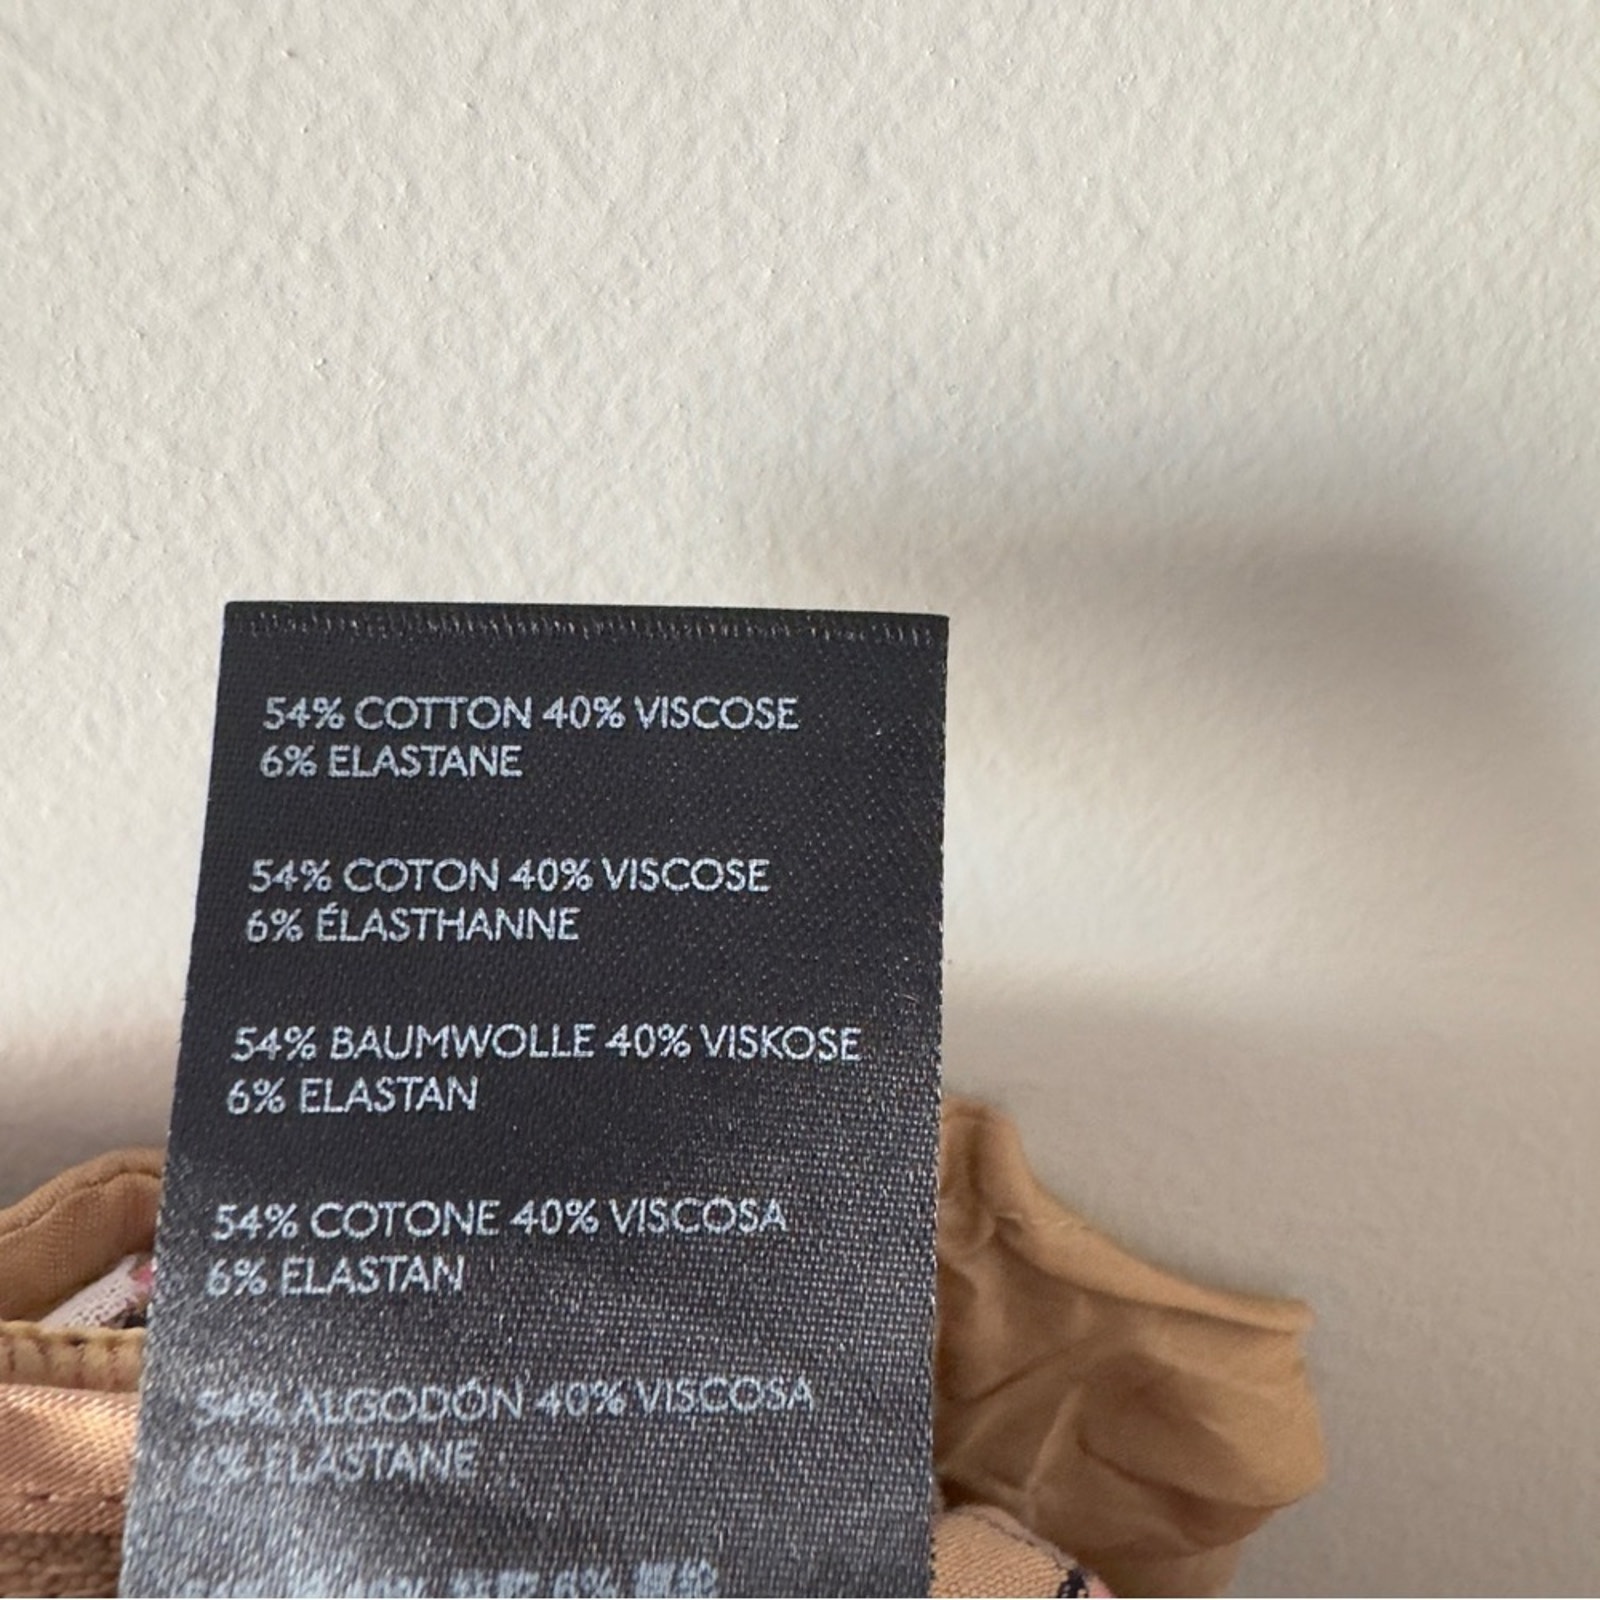 54% COTTON 40% VISCOSE
6% ELASTANE
54% COTON 40% VISCOSE
6% ÉLASTHANNE
54% BAUMWOLLE 40% VISKOSE
6% ELASTAN
54% COTONE 40% VISCOSA
6% ELASTAN
54% ALGODÓN 40% VISCOSA
6% ELASTANE